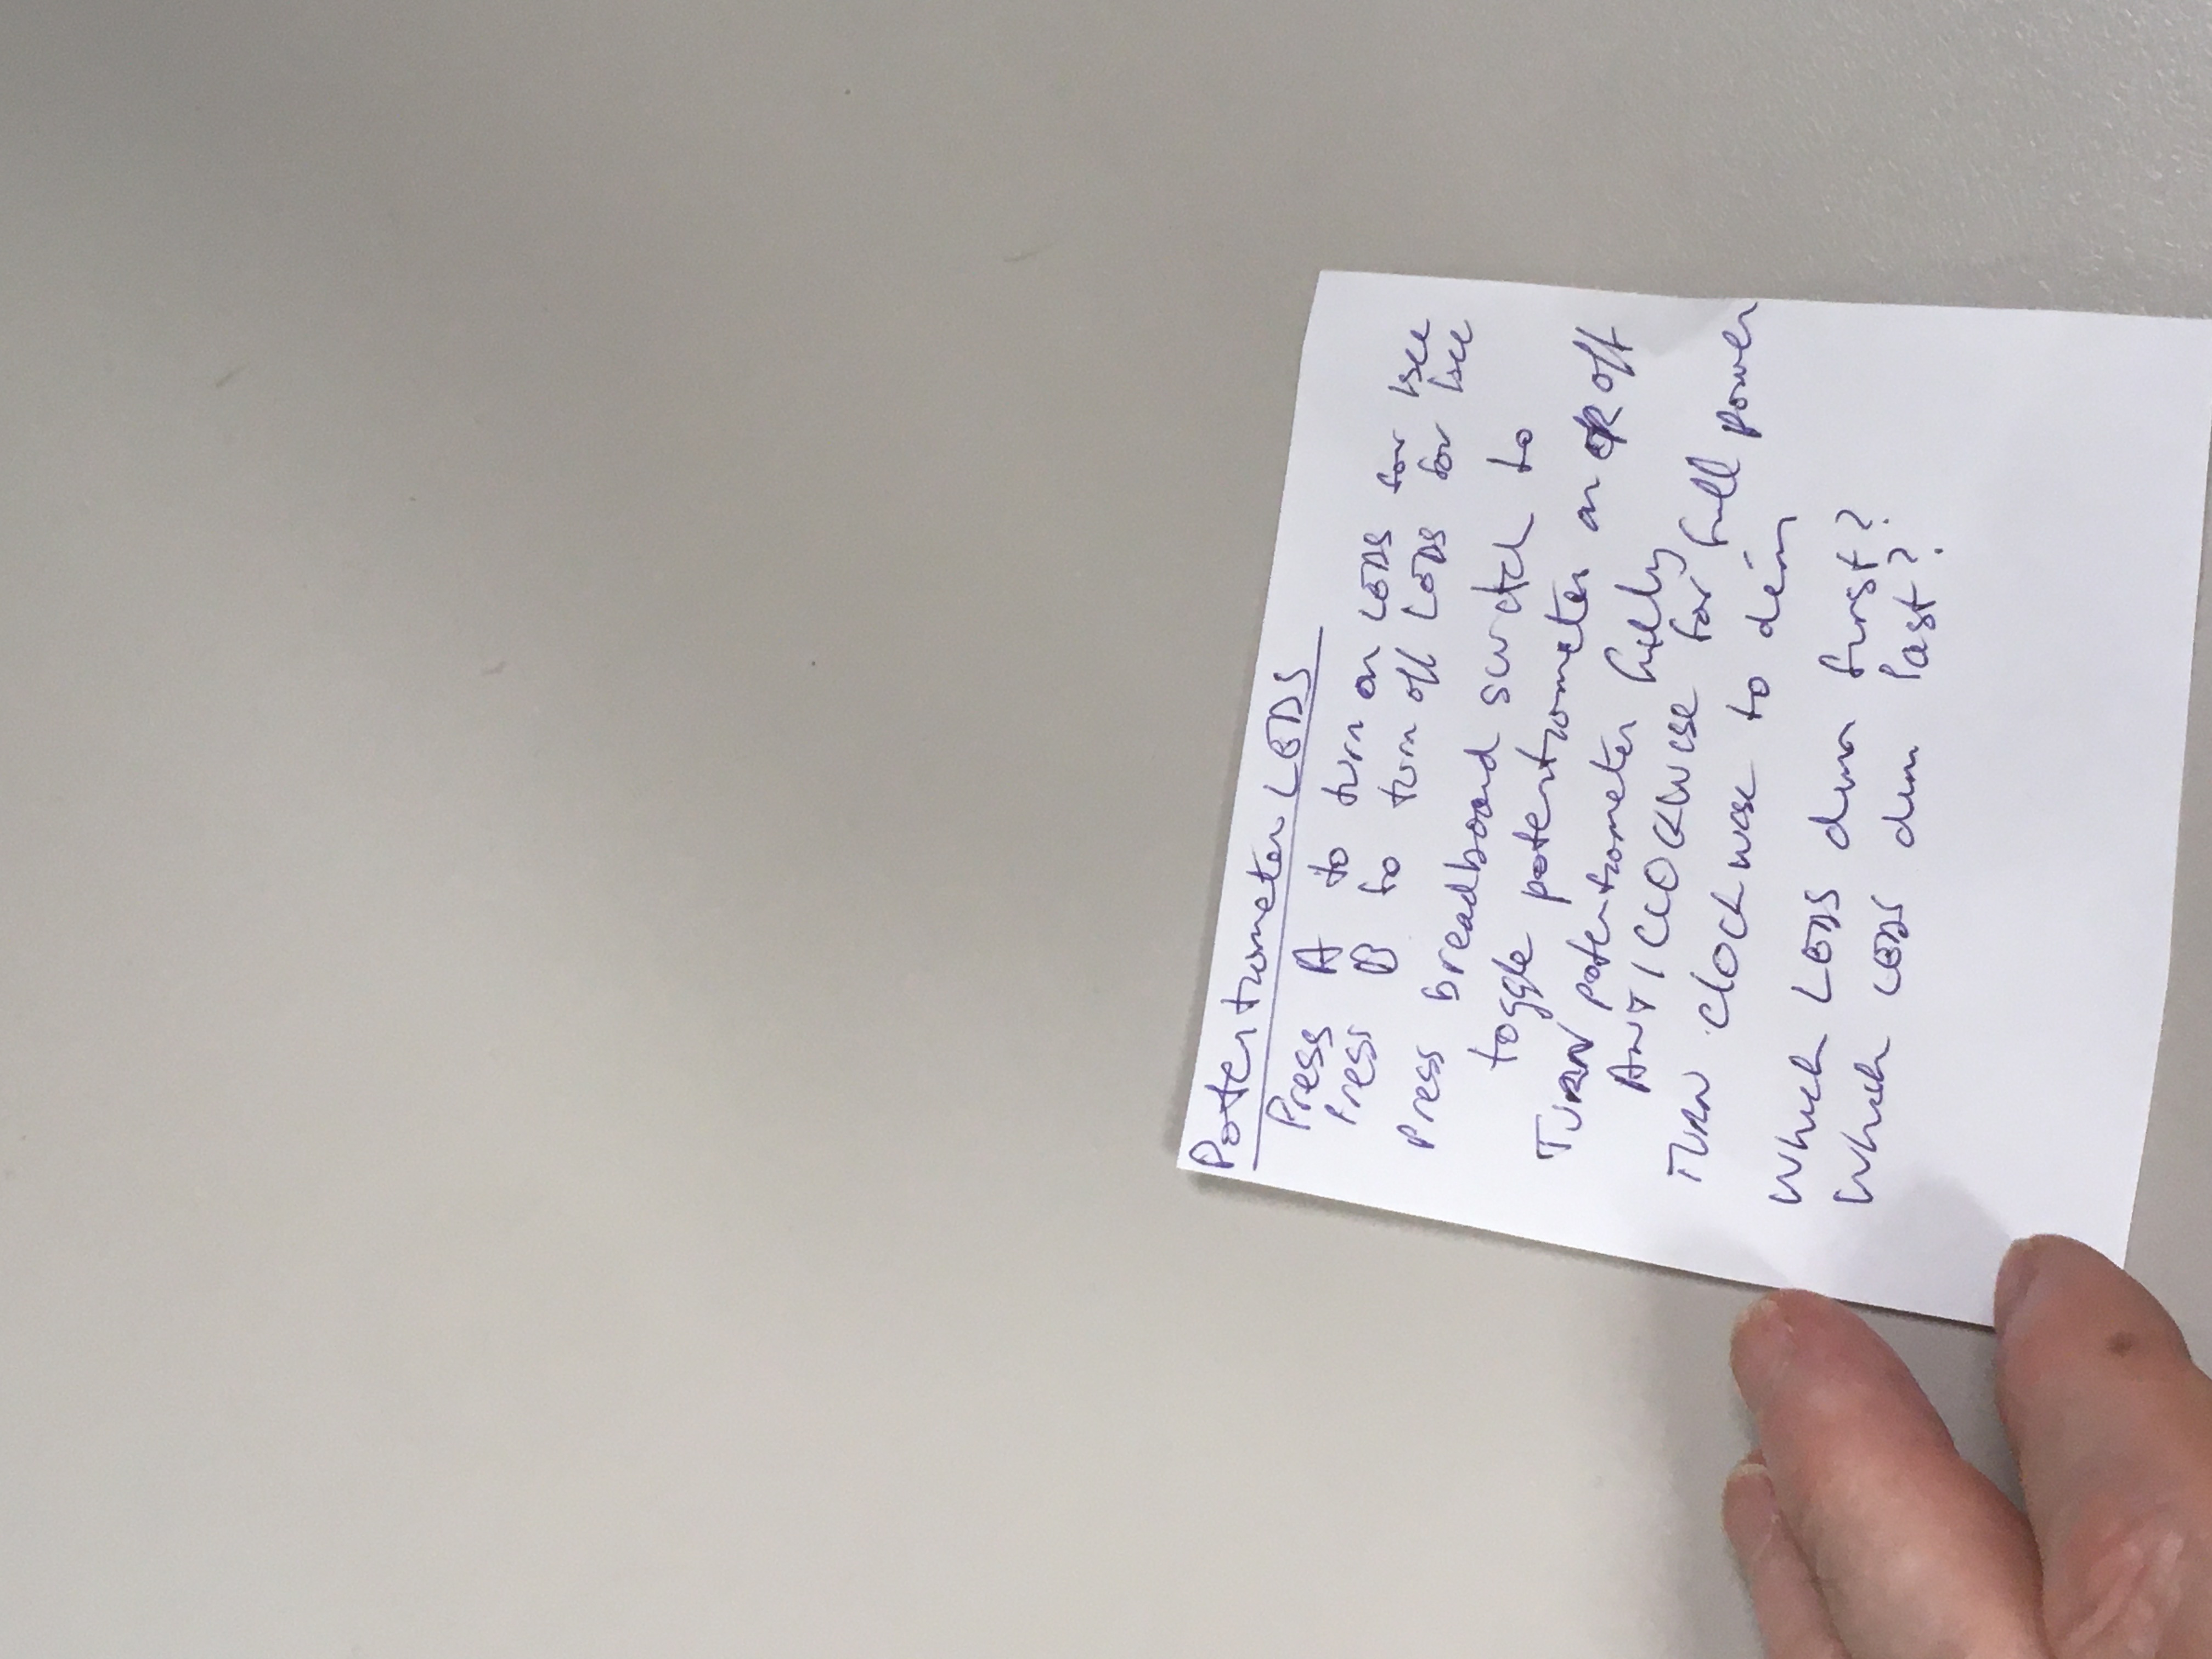 Potentiometer LEDS
Press A to turn on LEDS for 1sec
Press B to turn off LEDS for 1sec
Press breadboard switch to
toggle potentiometer on OR off
TURN potentiometer fully
ANTICLOCKWISE for full power
TURN clockwise to dim
Which LEDS dim first?
Which LEDS dim last?